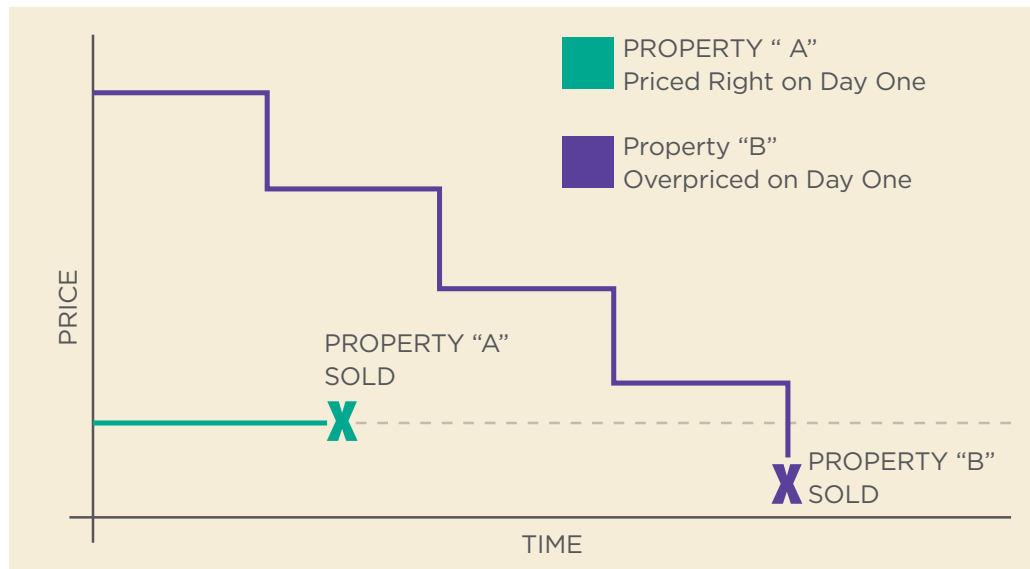 PROPERTY “ A”
Priced Right on Day One
Property “B”
Overpriced on Day One
PRICE
PROPERTY “A”
SOLD
PROPERTY “B”
SOLD
TIME